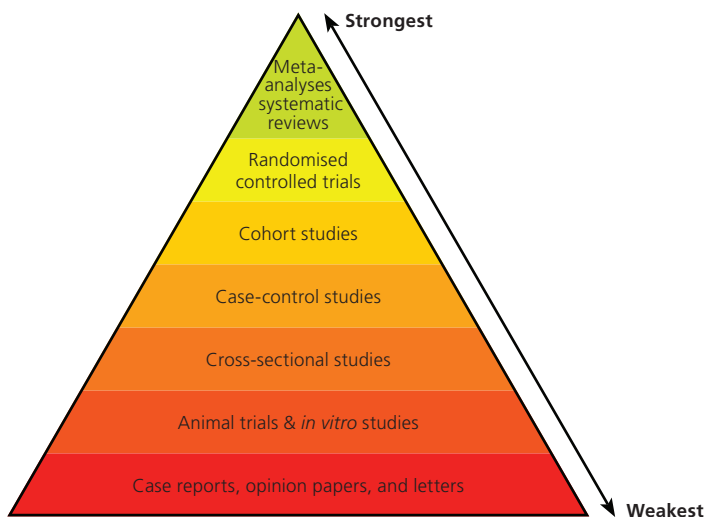 Strongest
Meta-
analyses
systematic
reviews
Randomised
controlled trials
Cohort studies
Case-control studies
Cross-sectional studies
Animal trials & in vitro studies
Case reports, opinion papers, and letters
Weakest